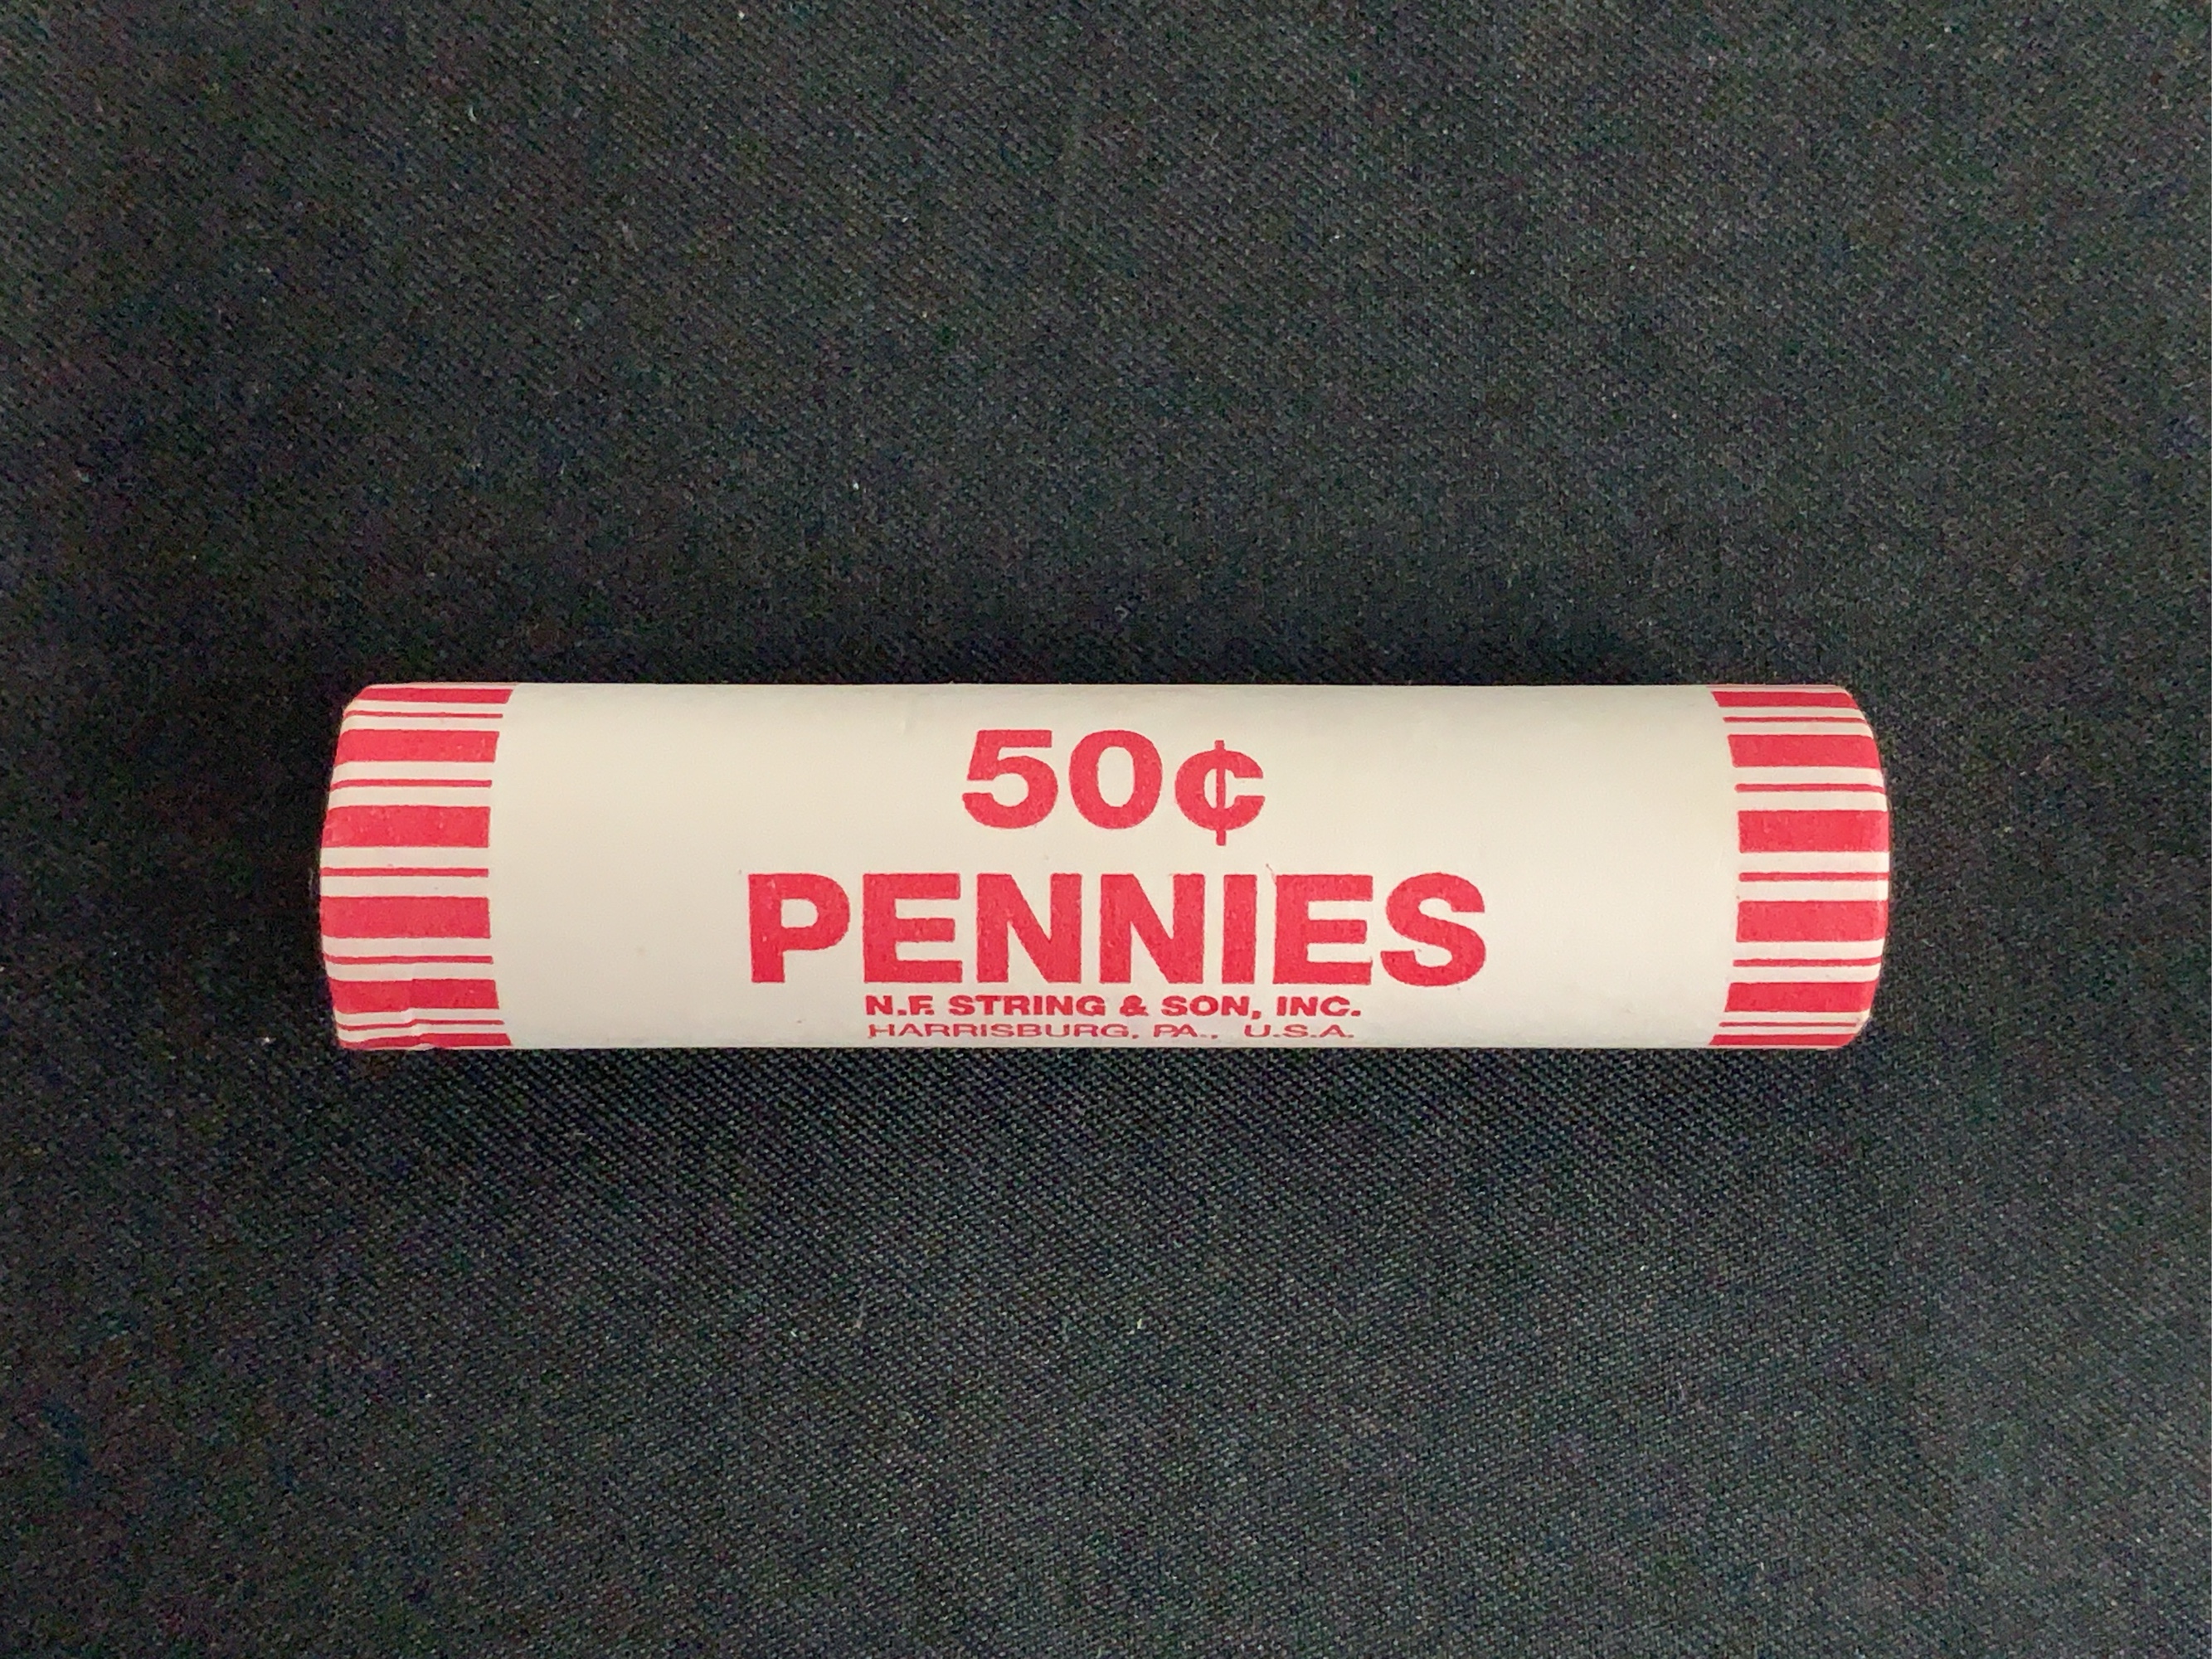 50¢
PENNIES
N.F. STRING & SON, INC.
HARRISBURG, PA., U.S.A.